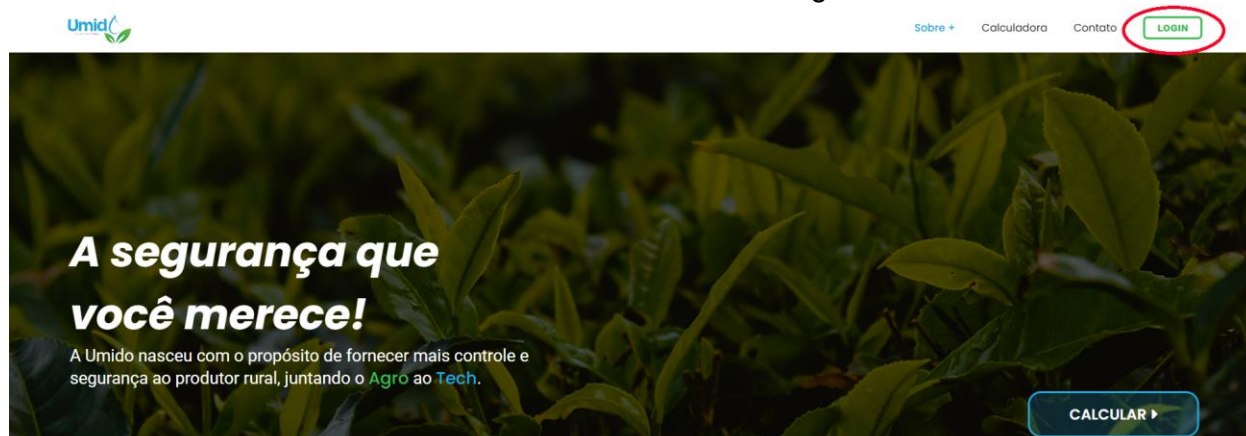 Umido
Sobre +
Calculadora
Contato
LOGIN
A segurança que
você merece!
A Umido nasceu com o propósito de fornecer mais controle e
segurança ao produtor rural, juntando o Agro ao Tech.
CALCULAR